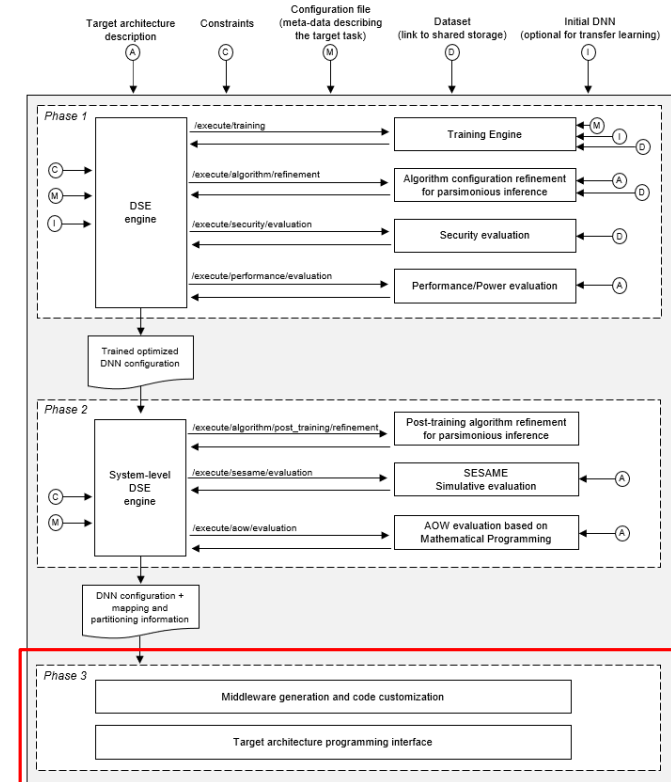 Target architecture
description
A
Constraints
C
Configuration file
(meta-data describing
the target task)
M
Dataset
(link to shared storage)
D
Initial DNN
(optional for transfer learning)
I
Phase 1
C
M
I
DSE
engine
/execute/training
Training Engine
M
I
D
/execute/algorithm/refinement
Algorithm configuration refinement
for parsimonious inference
A
D
/execute/security/evaluation
Security evaluation
D
/execute/performance/evaluation
Performance/Power evaluation
A
Trained optimized
DNN configuration
Phase 2
C
M
System-level
DSE
engine
/execute/algorithm/post_training/refinement
Post-training algorithm refinement
for parsimonious inference
/execute/sesame/evaluation
SESAME
Simulative evaluation
A
/execute/aow/evaluation
AOW evaluation based on
Mathematical Programming
A
DNN configuration +
mapping and
partitioning information
Phase 3
Middleware generation and code customization
Target architecture programming interface